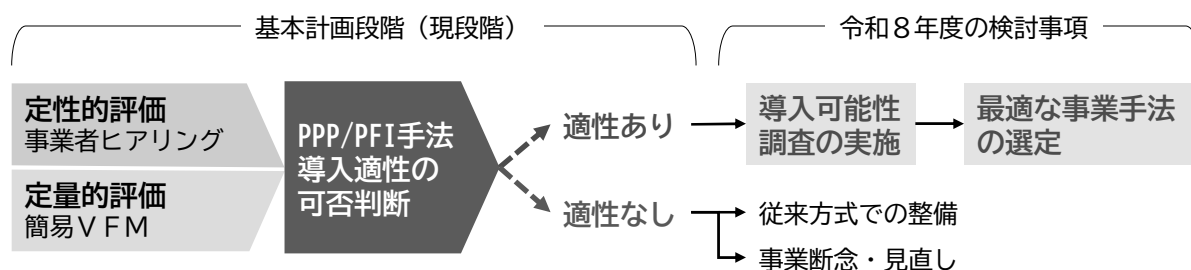 基本計画段階（現段階）
令和８年度の検討事項
定性的評価
事業者ヒアリング
定量的評価
簡易ＶＦＭ
PPP/PFI手法
導入適性の
可否判断
適性あり
適性なし
導入可能性
調査の実施
最適な事業手法
の選定
従来方式での整備
事業断念・見直し